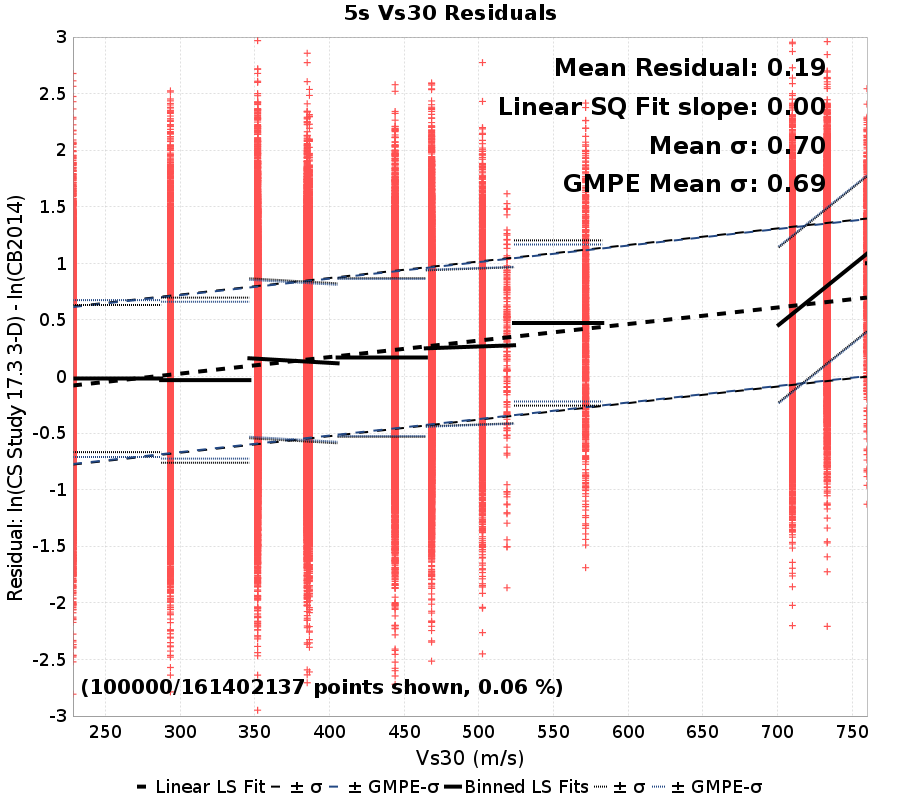 5s Vs30 Residuals
Residual: ln(CS Study 17.3 3-D) - ln(CB2014)
3
2.5
2
1.5
1
0.5
0
-0.5
-1
-1.5
-2
-2.5
-3
Mean Residual: 0.19
Linear SQ Fit slope: 0.00
Mean σ: 0.70
GMPE Mean σ: 0.69
(100000/161402137 points shown, 0.06 %)
250 300 350 400 450 500 550 600 650 700 750
Vs30 (m/s)
Linear LS Fit ± σ ± GMPE-σ Binned LS Fits ± σ ± GMPE-σ